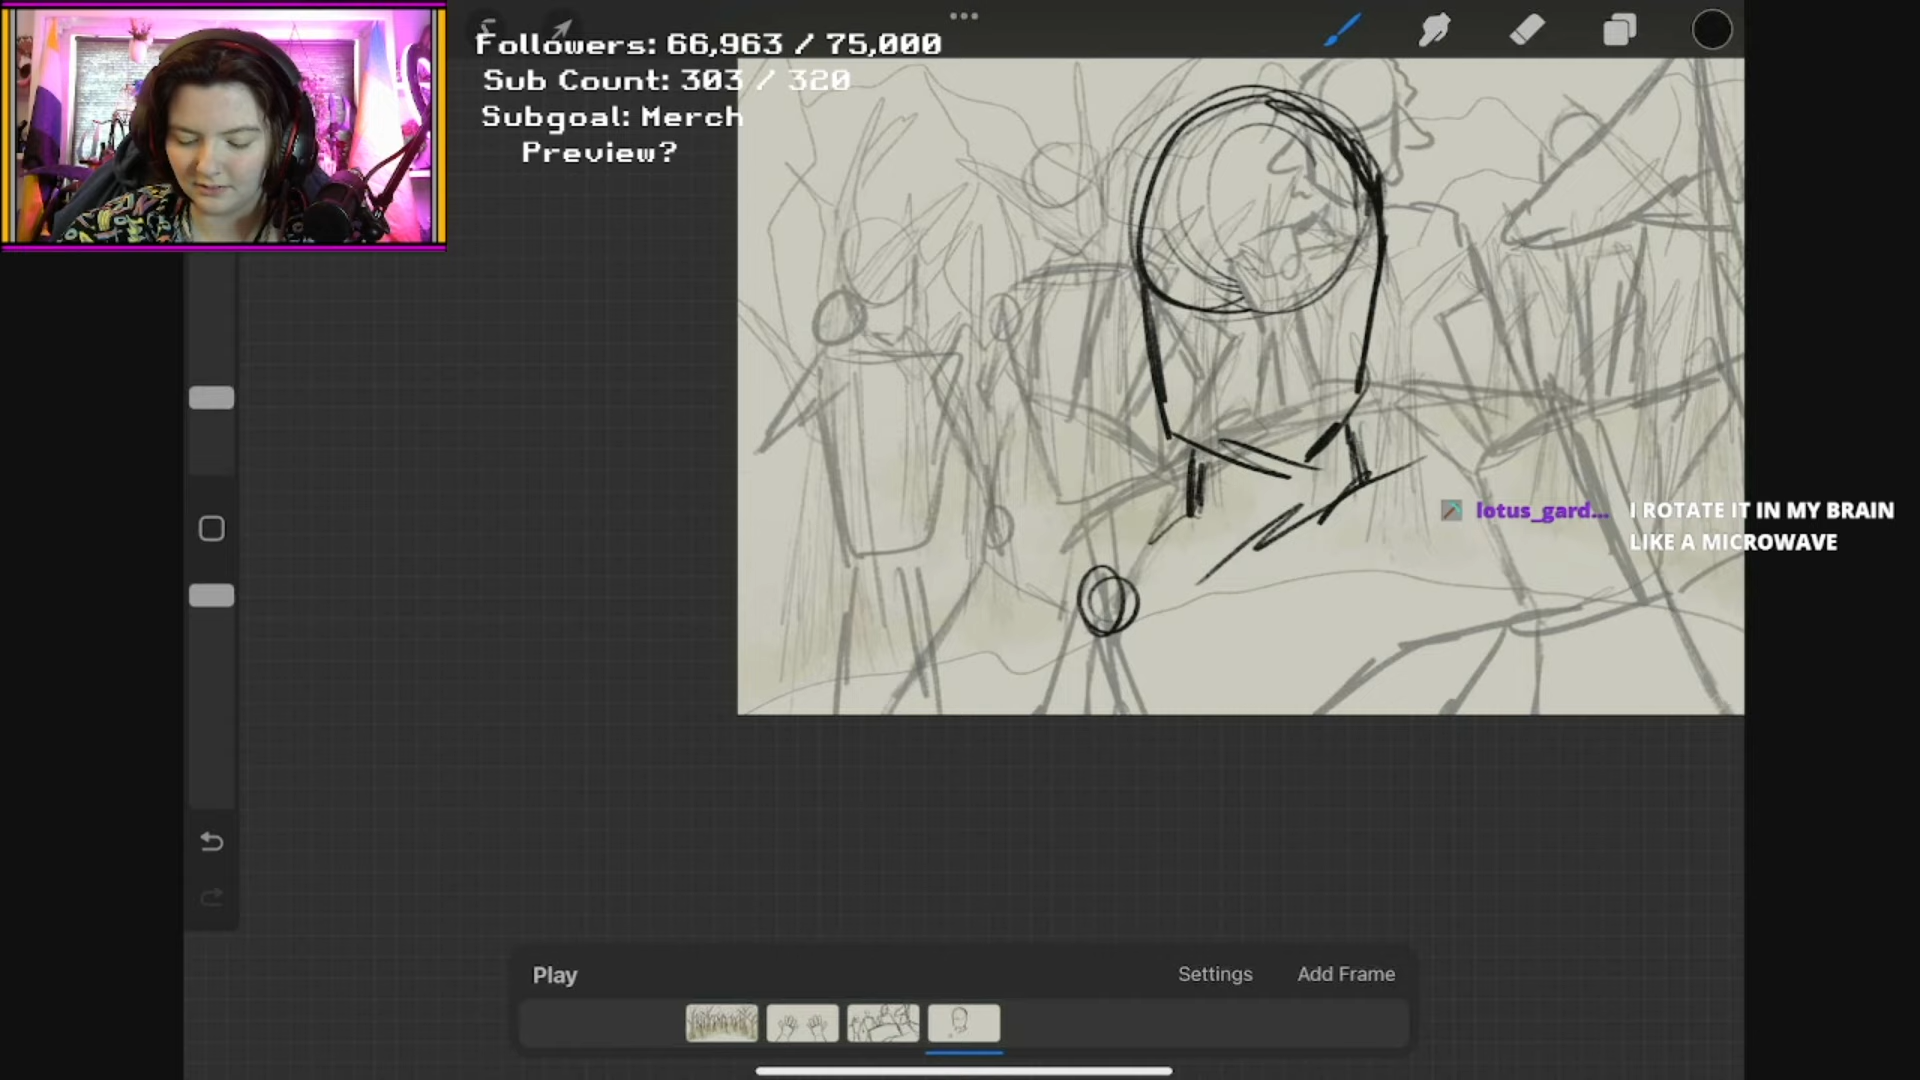 Followers: 66,963 / 75,000
Sub Count: 303 / 320
Subgoal: Merch
Preview?
lotus_gard... I ROTATE IT IN MY BRAIN
LIKE A MICROWAVE
Play
Settings
Add Frame